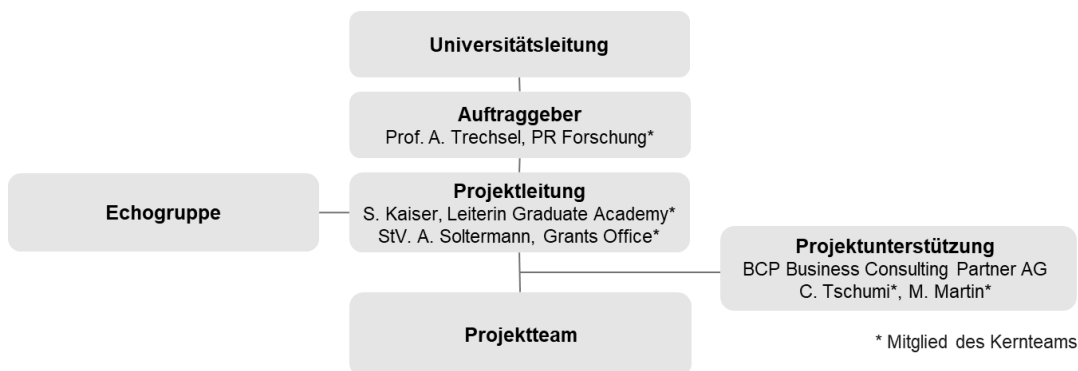 Universitätsleitung
Auftraggeber
Prof. A. Trechsel, PR Forschung*
Echogruppe
Projektleitung
S. Kaiser, Leiterin Graduate Academy*
StV. A. Soltermann, Grants Office*
Projektunterstützung
BCP Business Consulting Partner AG
C. Tschumi*, M. Martin*
Projektteam
* Mitglied des Kernteams